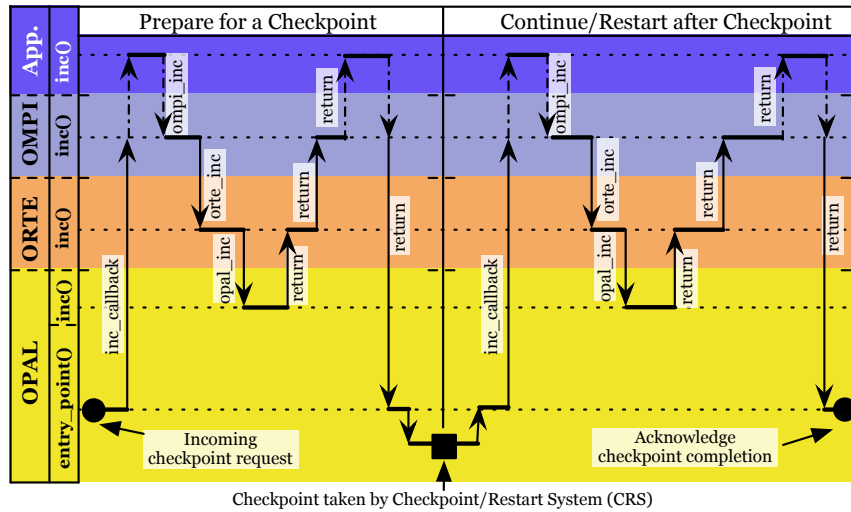 Prepare for a Checkpoint
Continue/Restart after Checkpoint
App.
inc()
OMPI
inc()
ORTE
inc()
OPAL
inc()
entry_point()
inc_callback
ompi_inc
orte_inc
opal_inc
return
return
return
return
inc_callback
ompi_inc
orte_inc
opal_inc
return
return
return
return
Incoming
checkpoint request
Acknowledge
checkpoint completion
Checkpoint taken by Checkpoint/Restart System (CRS)